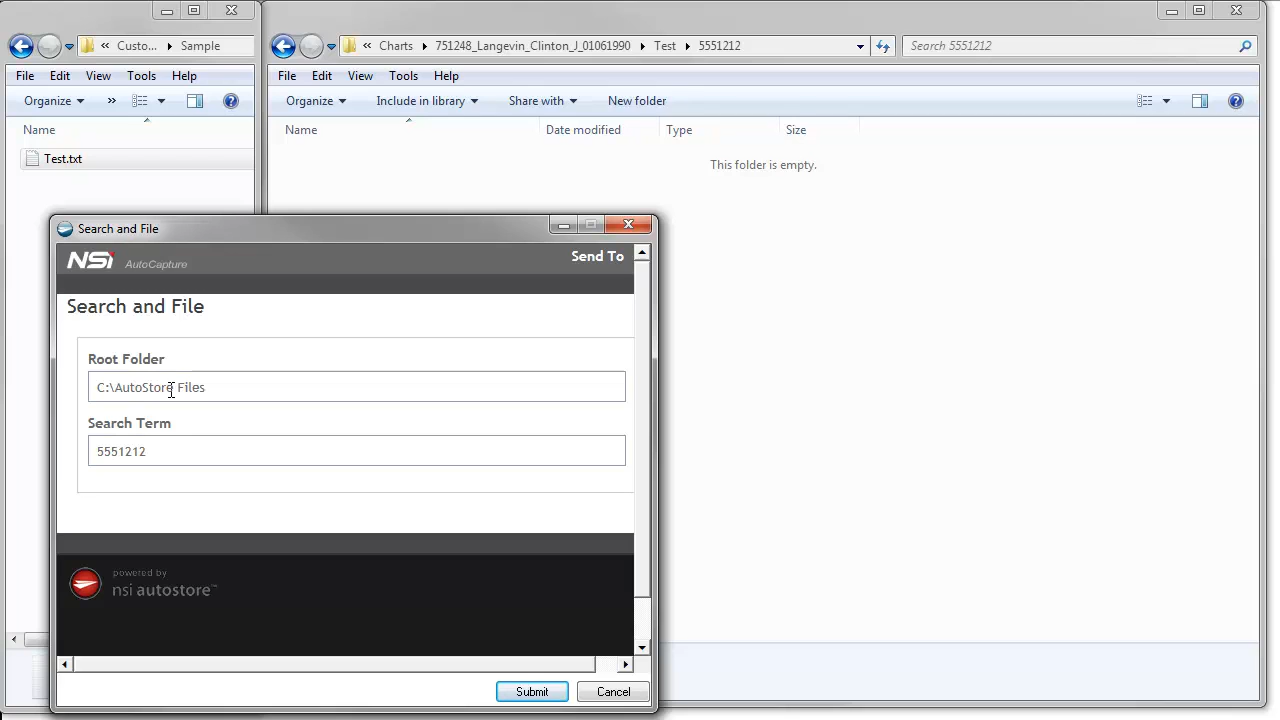 « Custo... ▸ Sample
File Edit View Tools Help
Organize »
Name
Test.txt
« Charts ▸ 751248_Langevin_Clinton_J_01061990 ▸ Test ▸ 5551212
Search 5551212
File Edit View Tools Help
Organize Include in library Share with New folder
Name Date modified Type Size
This folder is empty.
Search and File
NSi AutoCapture Send To
Search and File
Root Folder
C:\AutoStore Files
Search Term
5551212
powered by
nsi autostore™
Submit Cancel